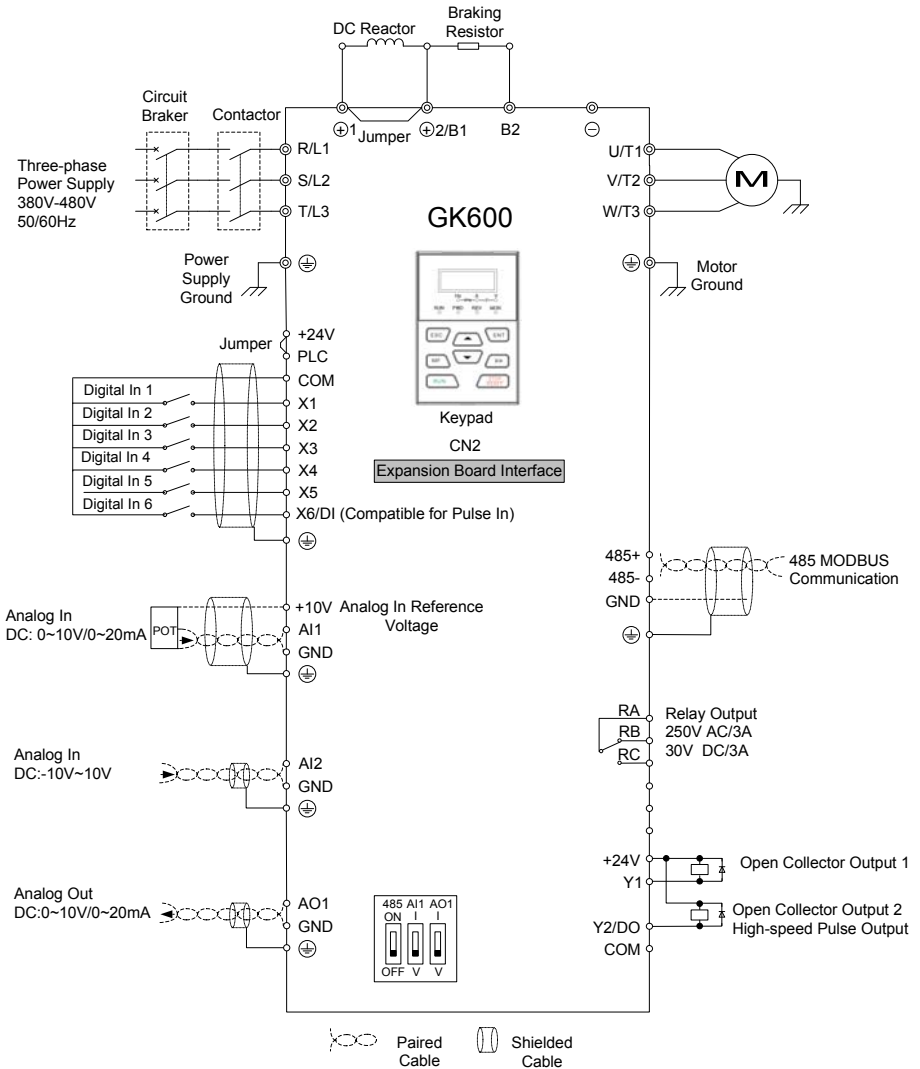 Braking
Resistor
DC Reactor
Circuit
Braker
Contactor
⊕1
Jumper
⊕2/B1
B2
⊖
R/L1
S/L2
T/L3
Three-phase
Power Supply
380V-480V
50/60Hz
U/T1
V/T2
W/T3
M
GK600
Power
Supply
Ground
Motor
Ground
RUN
ESC
ENT
MF
>>
RUN
Keypad
CN2
Expansion Board Interface
Jumper
+24V
PLC
COM
Digital In 1
X1
Digital In 2
X2
Digital In 3
X3
Digital In 4
X4
Digital In 5
X5
Digital In 6
X6/DI (Compatible for Pulse In)
485+
485-
GND
485 MODBUS
Communication
Analog In
DC: 0~10V/0~20mA
POT
+10V Analog In Reference
Voltage
AI1
GND
RA
RB
RC
Relay Output
250V AC/3A
30V DC/3A
Analog In
DC:-10V~10V
AI2
GND
+24V
Y1
Open Collector Output 1
Y2/DO
COM
Open Collector Output 2
High-speed Pulse Output
Analog Out
DC:0~10V/0~20mA
AO1
GND
485 AI1 AO1
ON I I
OFF V V
Paired
Cable
Shielded
Cable